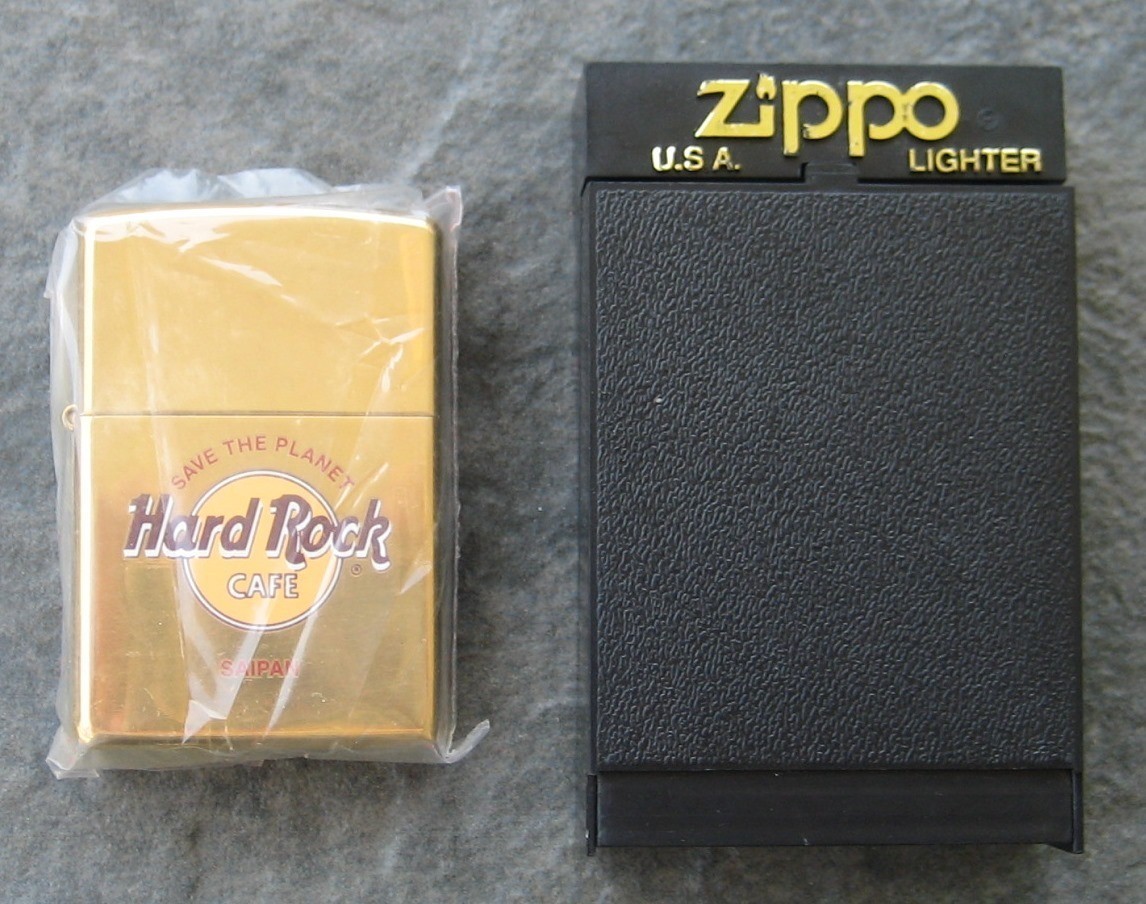 SAVE THE PLANET
Hard Rock
CAFE
®
SAIPAN
Zippo
U.S A. LIGHTER